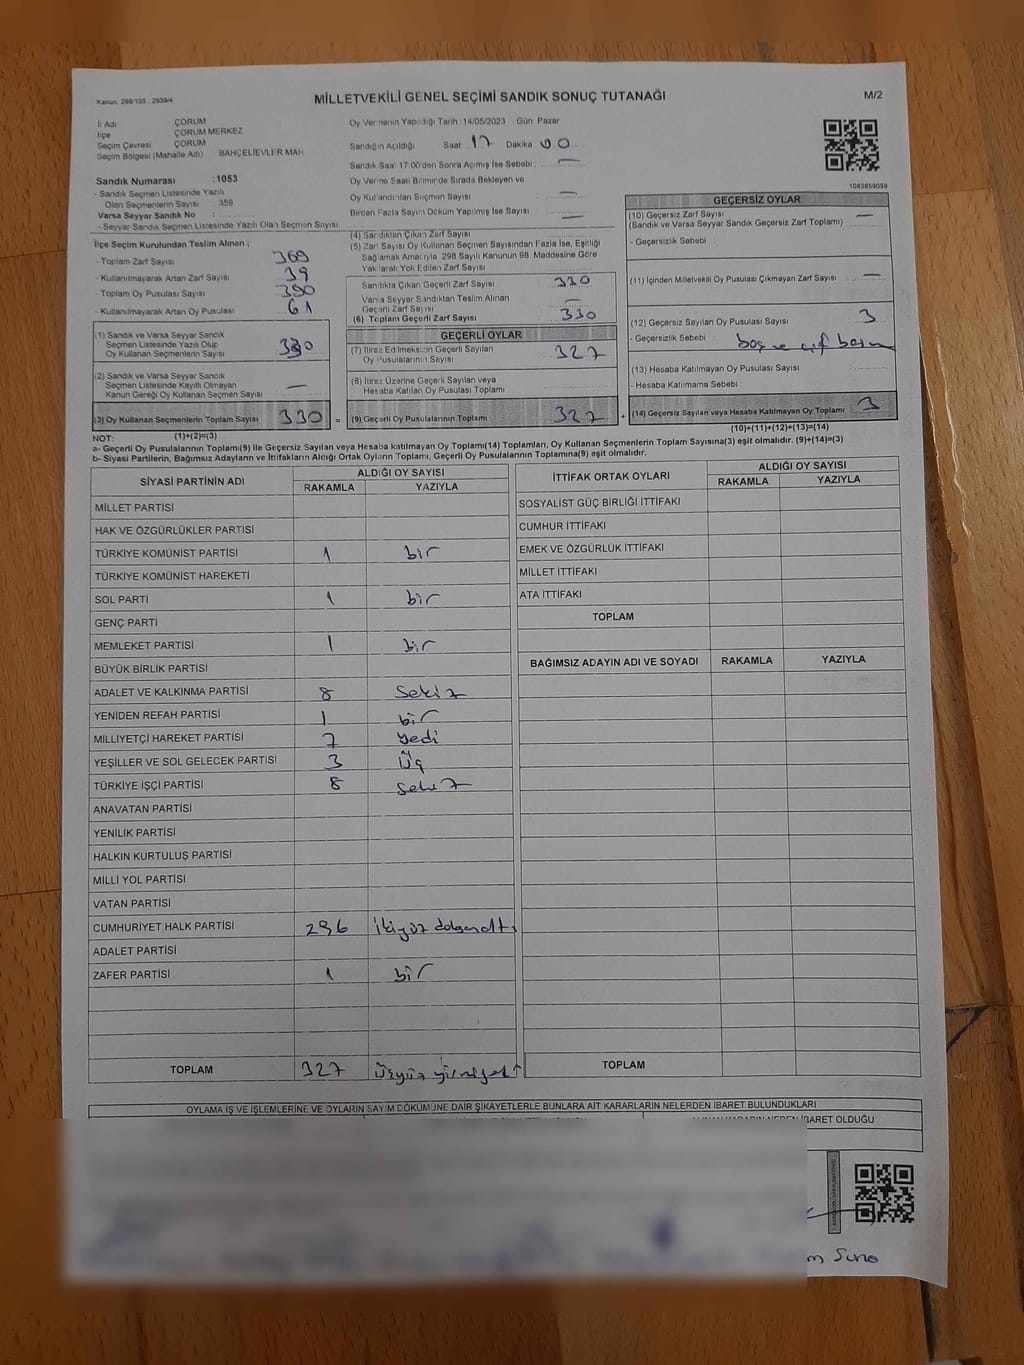 Kanun, 298/105 , 2839/4
MİLLETVEKİLİ GENEL SEÇİMİ SANDIK SONUÇ TUTANAĞI
M/2
İl Adı : ÇORUM
İlçe : ÇORUM MERKEZ
Seçim Çevresi : ÇORUM
Seçim Bölgesi (Mahalle Adı) BAHÇELİEVLER MAH
Sandık Numarası :1053
- Sandık Seçmen Listesinde Yazılı
Olan Seçmenlerin Sayısı : 359
Varsa Seyyar Sandık No :
- Seyyar Sandık Seçmen Listesinde Yazılı Olan Seçmen Sayısı
Oy Vermenin Yapıldığı Tarih :14/05/2023 Gün: Pazar
Sandığın Açıldığı Saat 17 Dakika 00
Sandık Saat 17:00'den Sonra Açılmış İse Sebebi : —
Oy Verme Saati Bitiminde Sırada Bekleyen ve
Oy Kullandırılan Seçmen Sayısı —
Birden Fazla Sayım Döküm Yapılmış İse Sayısı —
1083859059
İlçe Seçim Kurulundan Teslim Alınan ;
- Toplam Zarf Sayısı 369
- Kullanılmayarak Artan Zarf Sayısı 39
- Toplam Oy Pusulası Sayısı
- Kullanılmayarak Artan Oy Pusulası 61
(1) Sandık ve Varsa Seyyar Sandık
Seçmen Listesinde Yazılı Olup
Oy Kullanan Seçmenlerin Sayısı 330
(2) Sandık ve Varsa Seyyar Sandık
Seçmen Listesinde Kayıtlı Olmayan
Kanun Gereği Oy Kullanan Seçmen Sayısı —
(3) Oy Kullanan Seçmenlerin Toplam Sayısı 330 =
(1)+(2)=(3)
(4) Sandıktan Çıkan Zarf Sayısı
(5) Zarf Sayısı Oy Kullanan Seçmen Sayısından Fazla İse, Eşitliği
Sağlamak Amacıyla 298 Sayılı Kanunun 98. Maddesine Göre
Yakılarak Yok Edilen Zarf Sayısı
Sandıkta Çıkan Geçerli Zarf Sayısı 330
Varsa Seyyar Sandıktan Teslim Alınan
Geçerli Zarf Sayısı —
(6) Toplam Geçerli Zarf Sayısı 330
GEÇERLİ OYLAR
(7) İtiraz Edilmeksizin Geçerli Sayılan
Oy Pusulalarının Sayısı 327
(8) İtiraz Üzerine Geçerli Sayılan veya
Hesaba Katılan Oy Pusulası Toplamı
(9) Geçerli Oy Pusulalarının Toplamı 327 +
GEÇERSİZ OYLAR
(10) Geçersiz Zarf Sayısı —
(Sandık ve Varsa Seyyar Sandık Geçersiz Zarf Toplamı)
- Geçersizlik Sebebi :
(11) İçinden Milletvekili Oy Pusulası Çıkmayan Zarf Sayısı —
(12) Geçersiz Sayılan Oy Pusulası Sayısı 3
- Geçersizlik Sebebi : boş ve çift
(13) Hesaba Katılmayan Oy Pusulası Sayısı
- Hesaba Katılmama Sebebi :
(14) Geçersiz Sayılan veya Hesaba Katılmayan Oy Toplamı 3
(10)+(11)+(12)+(13)=(14)
NOT:
a- Geçerli Oy Pusulalarının Toplamı(9) ile Geçersiz Sayılan veya Hesaba katılmayan Oy Toplamı(14) Toplamları, Oy Kullanan Seçmenlerin Toplam Sayısına(3) eşit olmalıdır. (9)+(14)=(3)
b- Siyasi Partilerin, Bağımsız Adayların ve İttifakların Aldığı Ortak Oyların Toplamı, Geçerli Oy Pusulalarının Toplamına(9) eşit olmalıdır.
SİYASİ PARTİNİN ADI
ALDIĞI OY SAYISI
RAKAMLA YAZIYLA
MİLLET PARTİSİ
HAK VE ÖZGÜRLÜKLER PARTİSİ
TÜRKİYE KOMÜNİST PARTİSİ 1 bir
TÜRKİYE KOMÜNİST HAREKETİ
SOL PARTİ 1 bir
GENÇ PARTİ
MEMLEKET PARTİSİ 1 bir
BÜYÜK BİRLİK PARTİSİ
ADALET VE KALKINMA PARTİSİ 8 Sekiz
YENİDEN REFAH PARTİSİ 1 bir
MİLLİYETÇİ HAREKET PARTİSİ 7 yedi
YEŞİLLER VE SOL GELECEK PARTİSİ 3 Üç
TÜRKİYE İŞÇİ PARTİSİ 8 Sekiz
ANAVATAN PARTİSİ
YENİLİK PARTİSİ
HALKIN KURTULUŞ PARTİSİ
MİLLİ YOL PARTİSİ
VATAN PARTİSİ
CUMHURİYET HALK PARTİSİ 296 ikiyüz doksanaltı
ADALET PARTİSİ
ZAFER PARTİSİ 1 bir
TOPLAM 327 Üçyüz yirmiyedi
İTTİFAK ORTAK OYLARI
ALDIĞI OY SAYISI
RAKAMLA YAZIYLA
SOSYALİST GÜÇ BİRLİĞİ İTTİFAKI
CUMHUR İTTİFAKI
EMEK VE ÖZGÜRLÜK İTTİFAKI
MİLLET İTTİFAKI
ATA İTTİFAKI
TOPLAM
BAĞIMSIZ ADAYIN ADI VE SOYADI RAKAMLA YAZIYLA
TOPLAM
OYLAMA İŞ VE İŞLEMLERİNE VE OYLARIN SAYIM DÖKÜMÜNE DAİR ŞİKAYETLERLE BUNLARA AİT KARARLARIN NELERDEN İBARET BULUNDUKLARI
İBARET OLDUĞU